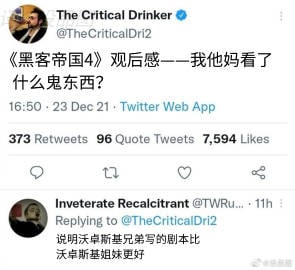 The Critical Drinker
@TheCriticalDri2
《黑客帝国4》观后感——我他妈看了
什么鬼东西？
16:50 · 23 Dec 21 · Twitter Web App
373 Retweets 96 Quote Tweets 7,594 Likes
Inveterate Recalcitrant @TWRu... · 11h
Replying to @TheCriticalDri2
说明沃卓斯基兄弟写的剧本比
沃卓斯基姐妹更好